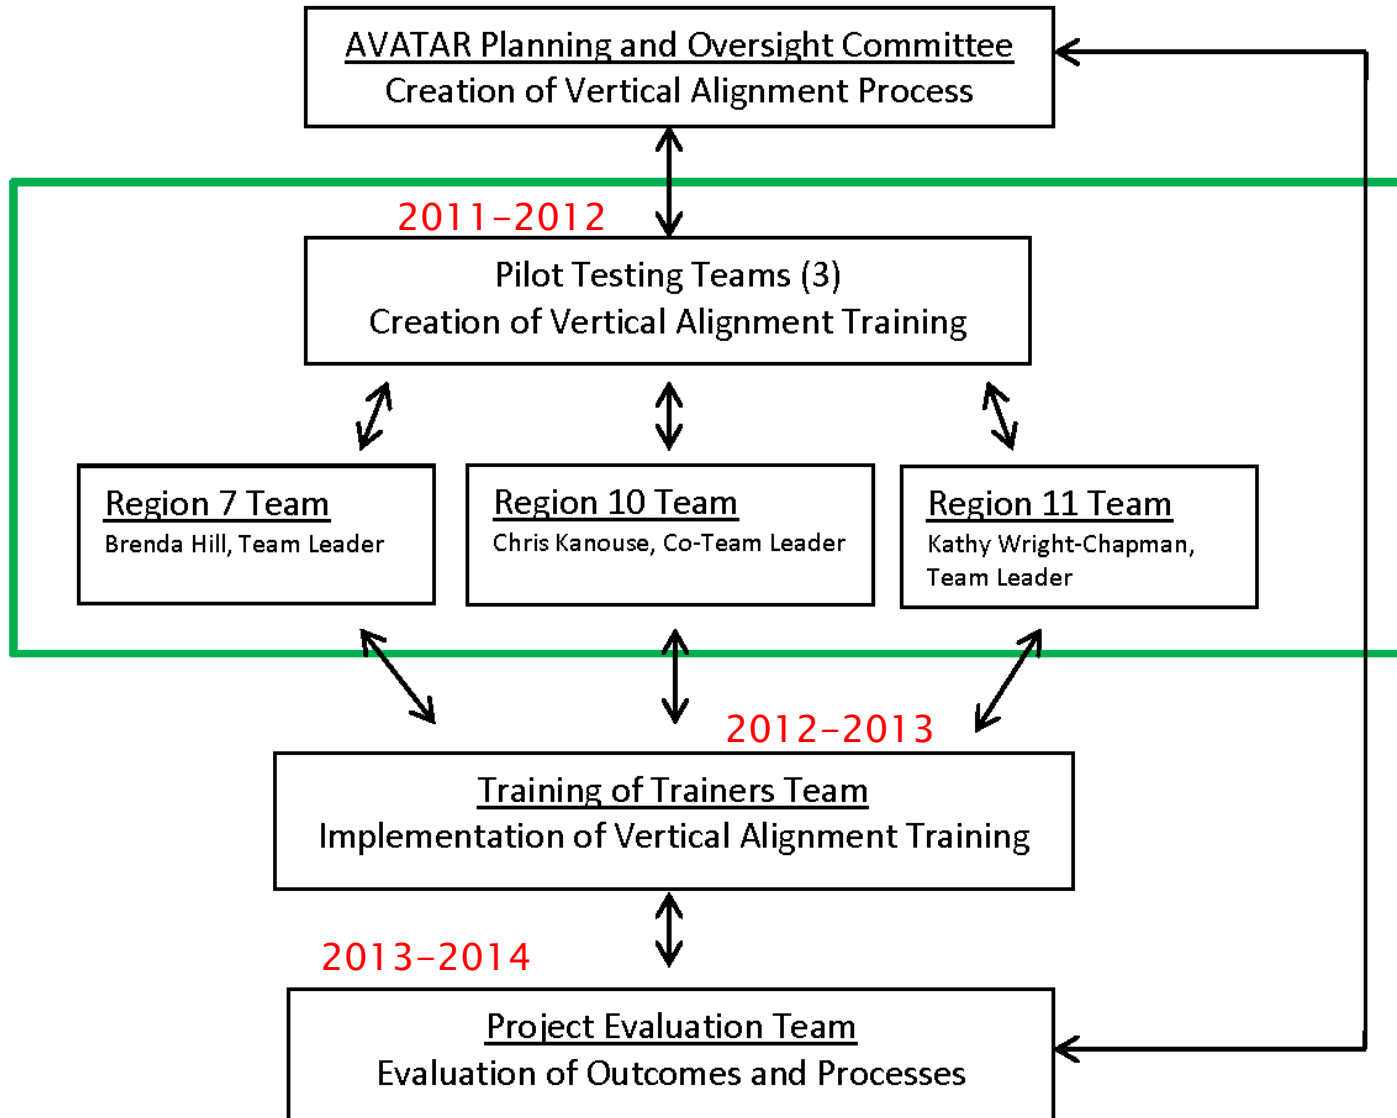 AVATAR Planning and Oversight Committee
Creation of Vertical Alignment Process
2011–2012
Pilot Testing Teams (3)
Creation of Vertical Alignment Training
Region 7 Team
Brenda Hill, Team Leader
Region 10 Team
Chris Kanouse, Co-Team Leader
Region 11 Team
Kathy Wright-Chapman,
Team Leader
2012–2013
Training of Trainers Team
Implementation of Vertical Alignment Training
2013–2014
Project Evaluation Team
Evaluation of Outcomes and Processes